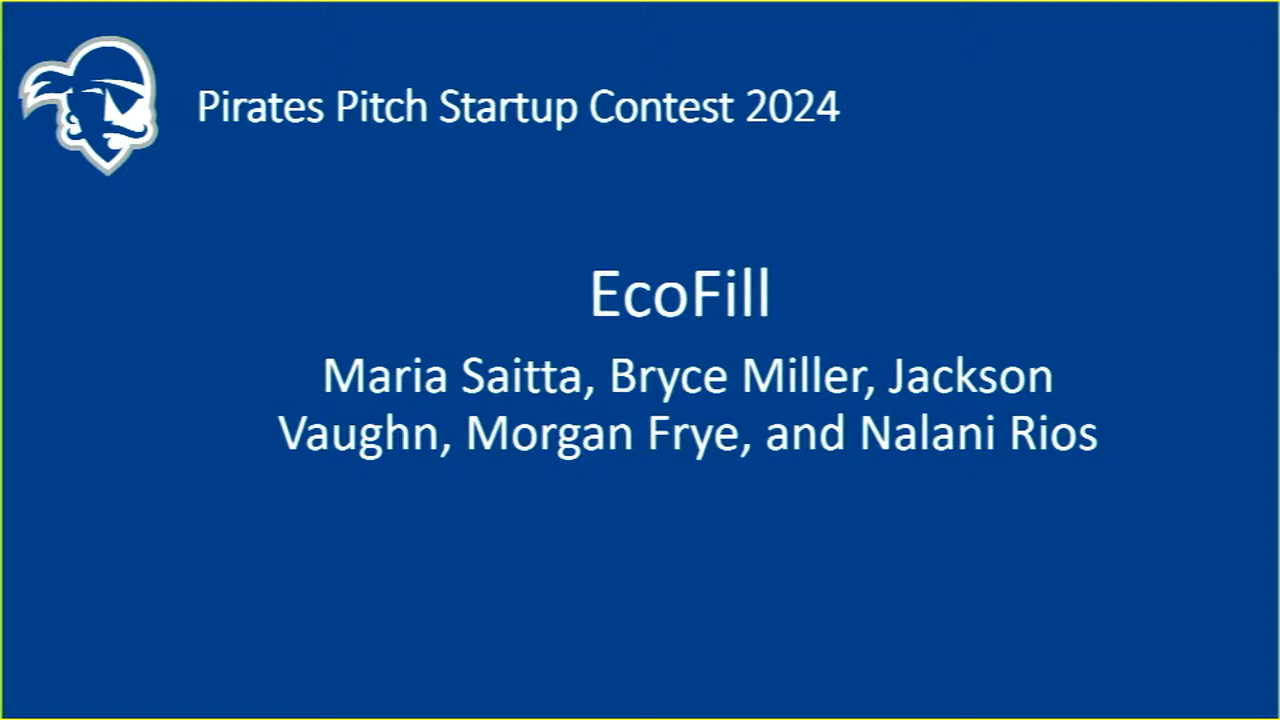 Pirates Pitch Startup Contest 2024
EcoFill
Maria Saitta, Bryce Miller, Jackson
Vaughn, Morgan Frye, and Nalani Rios